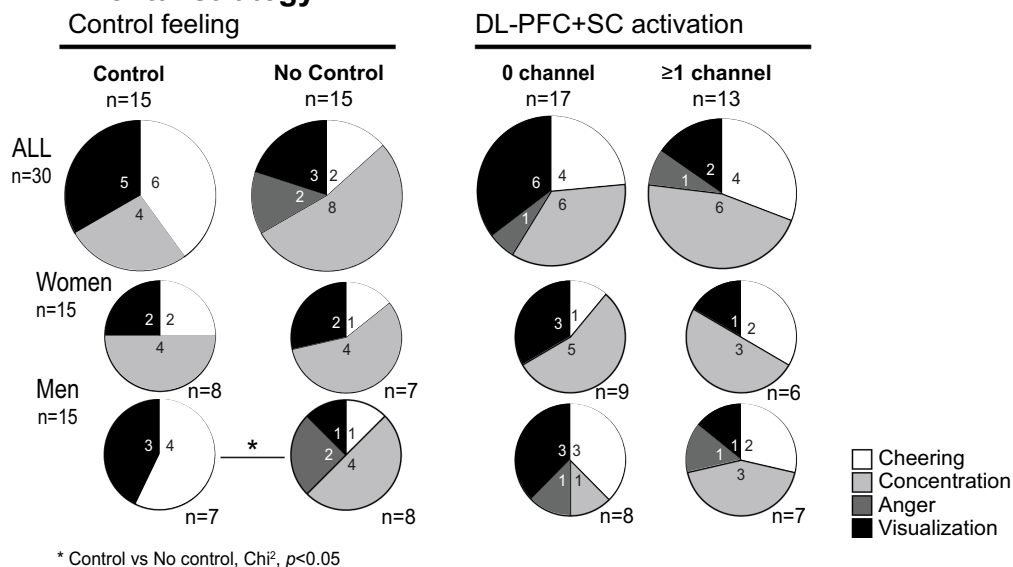 Control feeling
DL-PFC+SC activation
Control
n=15
No Control
n=15
0 channel
n=17
≥1 channel
n=13
ALL
n=30
5 6
4
3 2
2
8
6 4
1 6
2 4
1
6
Women
n=15
2 2
4
n=8
2 1
4
n=7
3 1
5
n=9
1 2
3
n=6
Men
n=15
3 4
n=7
*
1 1
2 4
n=8
3 3
1 1
n=8
1 2
1 3
n=7
Cheering
Concentration
Anger
Visualization
* Control vs No control, Chi², p<0.05